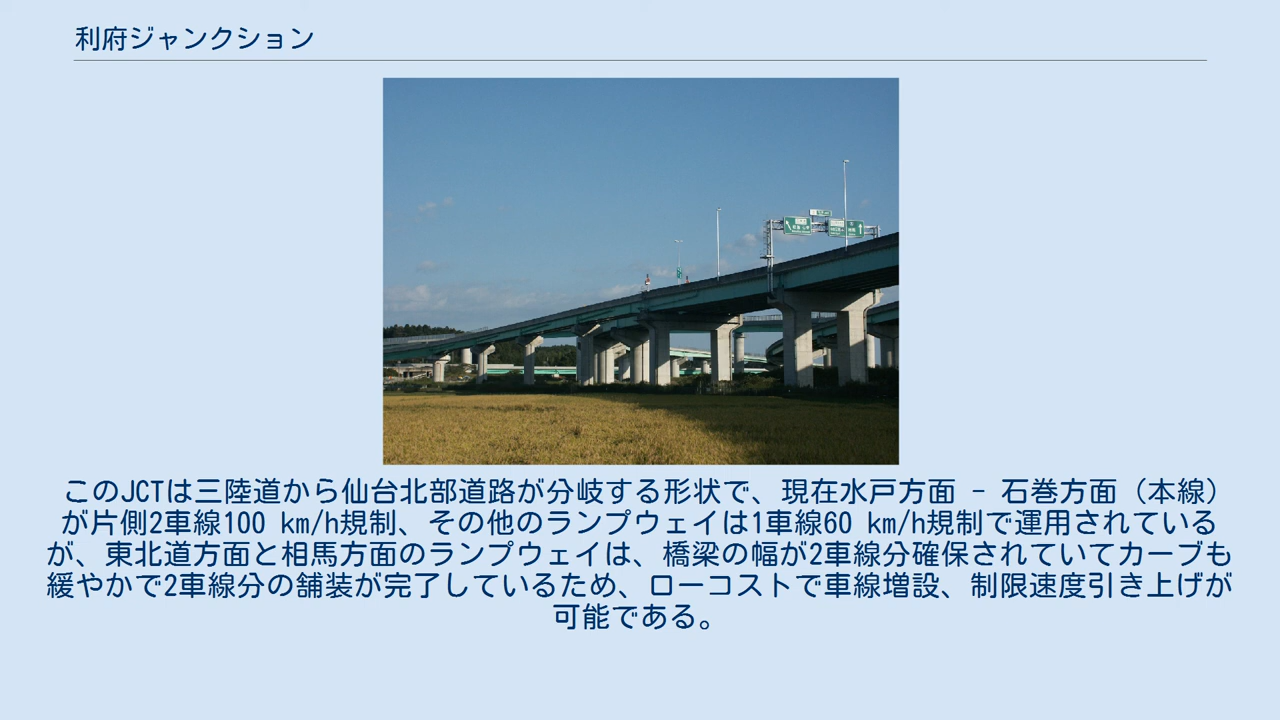 利府ジャンクション
このJCTは三陸道から仙台北部道路が分岐する形状で、現在水戸方面 - 石巻方面（本線）
が片側2車線100 km/h規制、その他のランプウェイは1車線60 km/h規制で運用されている
が、東北道方面と相馬方面のランプウェイは、橋梁の幅が2車線分確保されていてカーブも
緩やかで2車線分の舗装が完了しているため、ローコストで車線増設、制限速度引き上げが
可能である。